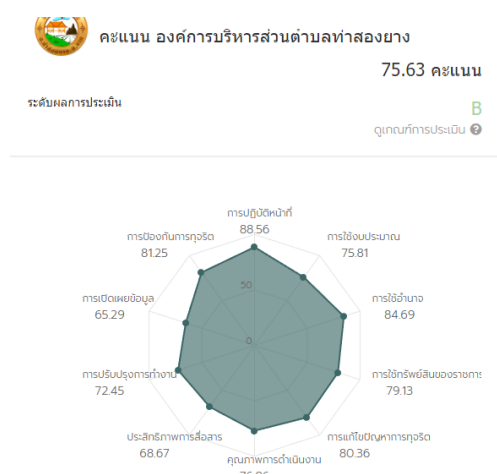 คะแนน องค์การบริหารส่วนตำบลท่าสองยาง
75.63 คะแนน
ระดับผลการประเมิน
B
ดูเกณฑ์การประเมิน
การปฏิบัติหน้าที่
88.56
การป้องกันการทุจริต
81.25
การใช้งบประมาณ
75.81
การเปิดเผยข้อมูล
65.29
50
การใช้อำนาจ
84.69
0
การปรับปรุงการทำงาน
72.45
การใช้ทรัพย์สินของราชการ
79.13
ประสิทธิภาพการสื่อสาร
68.67
การแก้ไขปัญหาการทุจริต
80.36
คุณภาพการดำเนินงาน